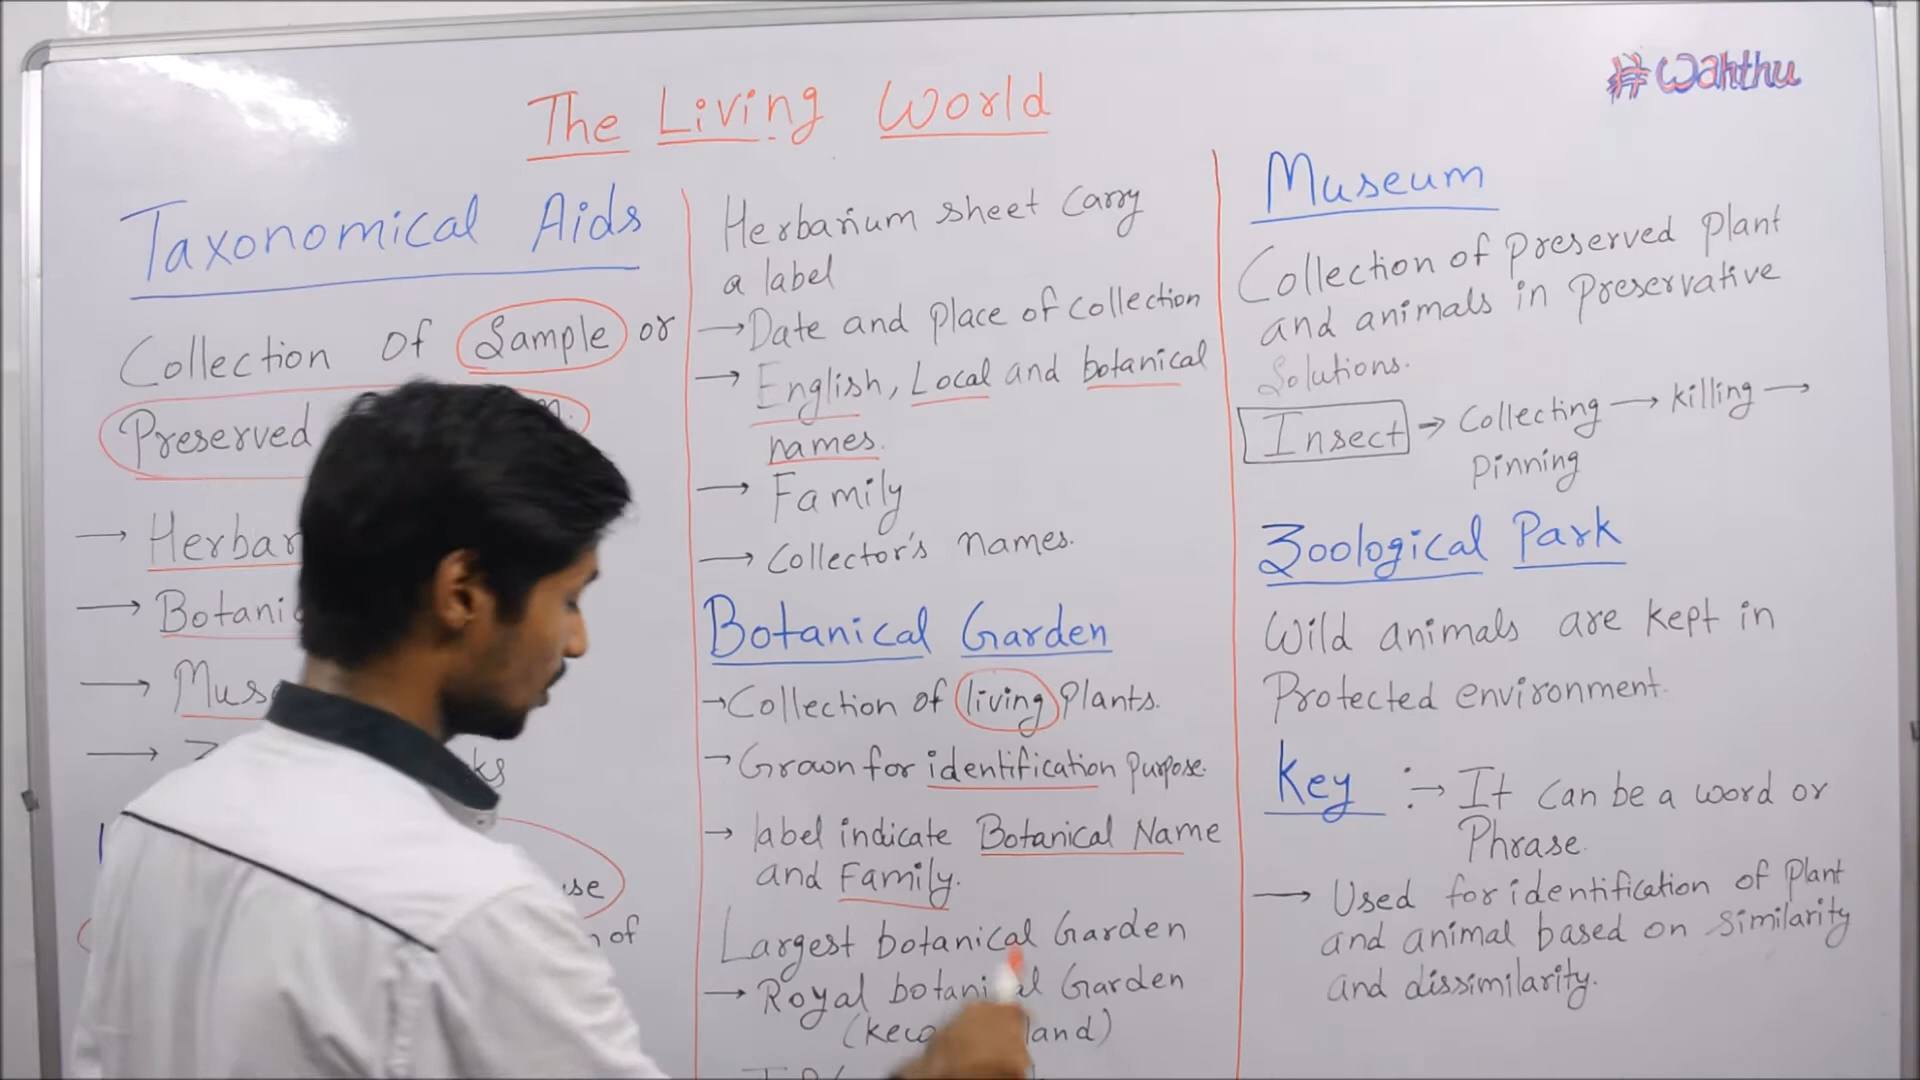 The Living World
#Wahthu
Taxonomical Aids
Collection of Sample or
Preserved
→ Herbar
→ Botani
→ Mus
→
Herbarium sheet Carry
a label
→ Date and Place of collection
→ English, Local and botanical
names.
→ Family
→ Collector's names.
Botanical Garden
→ Collection of living Plants.
→ Grown for identification purpose.
→ label indicate Botanical Name
and Family.
Largest botanical Garden
→ Royal botanical Garden
Museum
Collection of Preserved Plant
and animals in Preservative
Solutions.
Insect → Collecting → killing →
Pinning
Zoological Park
Wild animals are kept in
Protected environment.
Key :→ It can be a word or
Phrase.
→ Used for identification of Plant
and animal based on similarity
and dissimilarity.